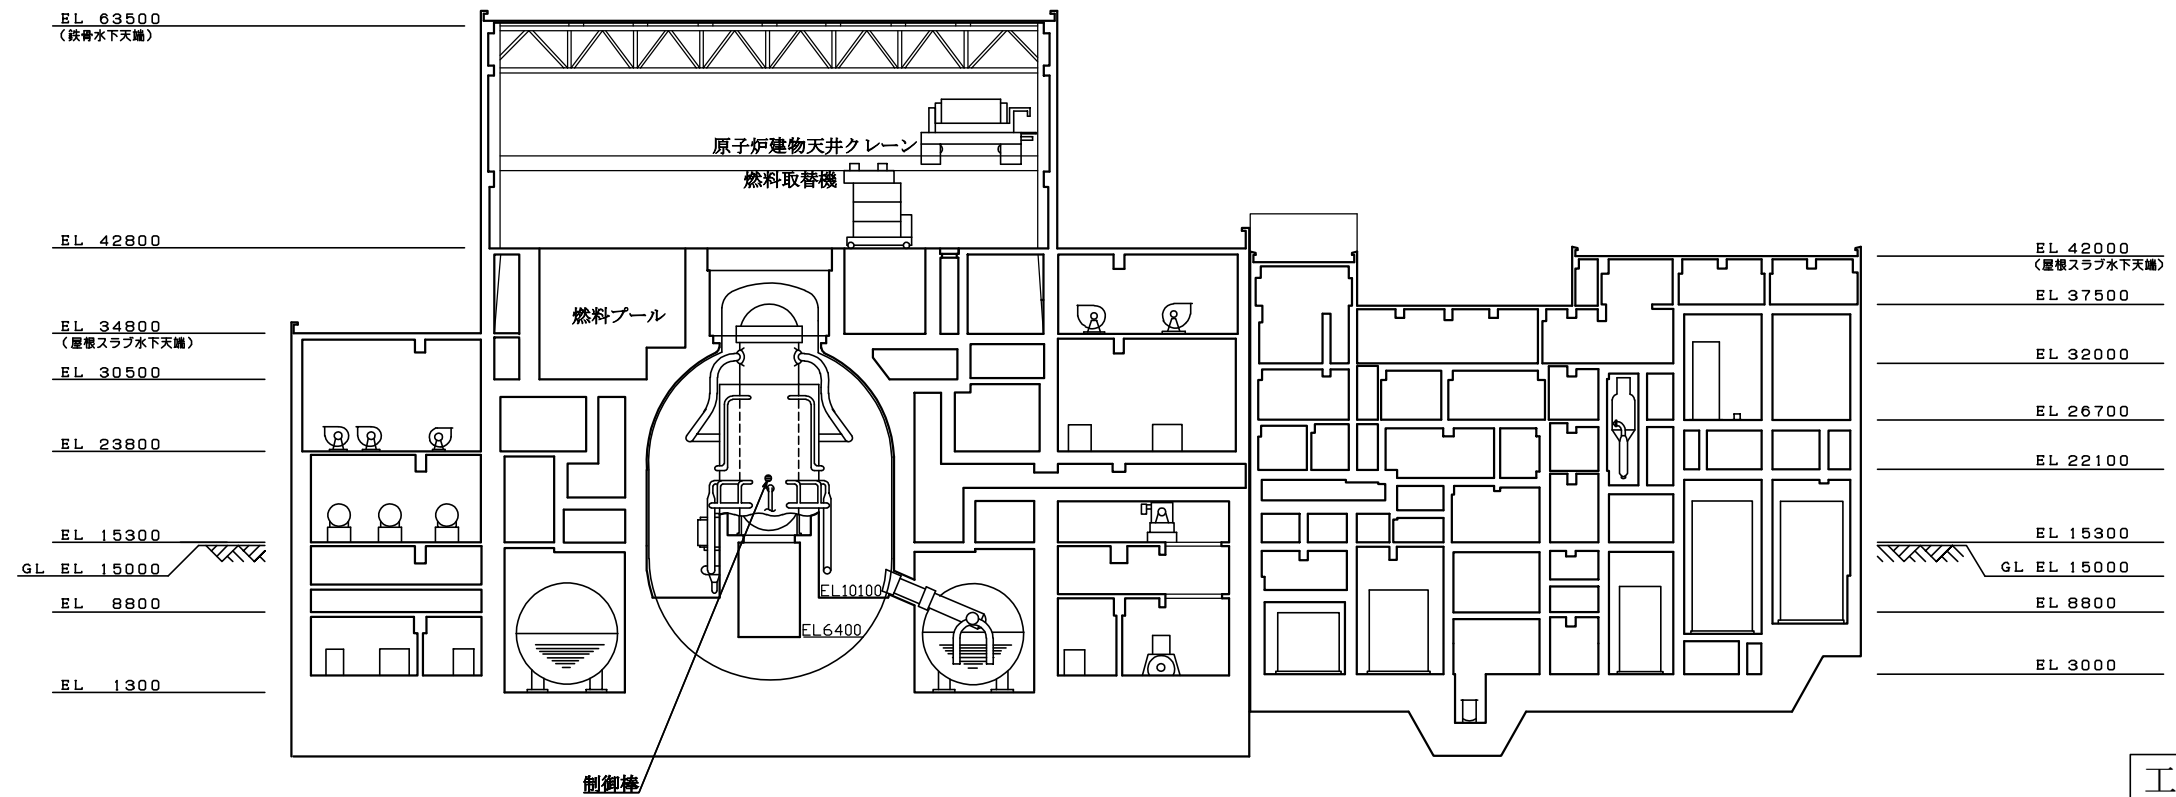 EL 63500
(鉄骨水下天端)
原子炉建物天井クレーン
燃料取替機
EL 42800
EL 42000
(屋根スラブ水下天端)
EL 37500
燃料プール
EL 34800
(屋根スラブ水下天端)
EL 32000
EL 30500
EL 26700
EL 23800
EL 22100
EL 15300
EL 15300
GL EL 15000
GL EL 15000
EL10100
EL 8800
EL 8800
EL6400
EL 3000
EL 1300
制御棒
工